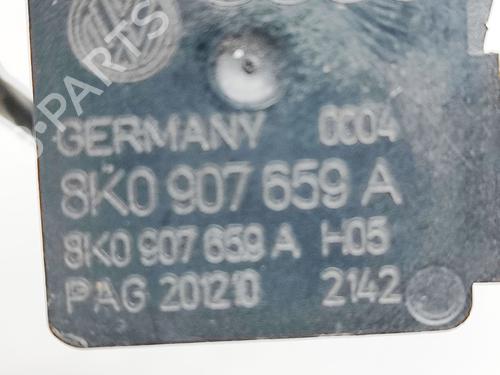 GERMANY 0004
8K0 907 659 A
8K0 907 659 A H05
PAG 201210 2142